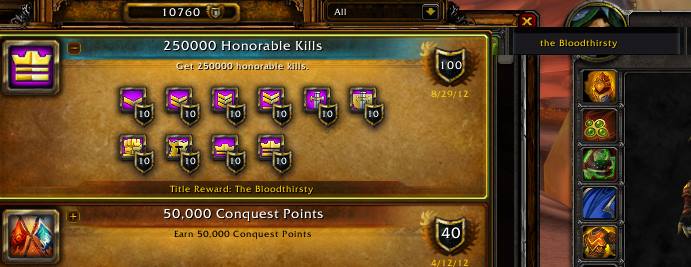 10760
All
250000 Honorable Kills
Get 250000 honorable kills.
100
8/29/12
10
10
10
10
10
10
10
10
10
10
Title Reward: The Bloodthirsty
50,000 Conquest Points
Earn 50,000 Conquest Points
40
4/12/12
the Bloodthirsty